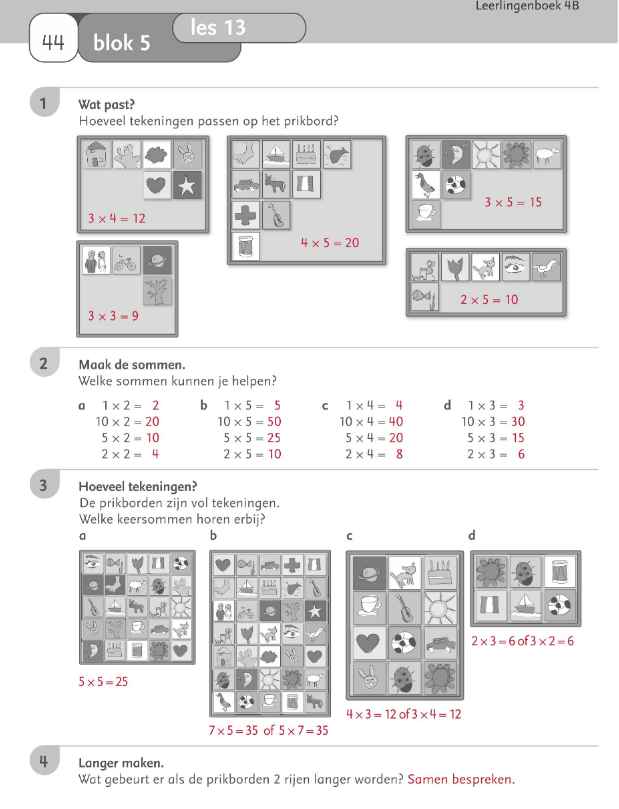 Leerlingenboek 4B
44 blok 5 les 13
1 Wat past?
Hoeveel tekeningen passen op het prikbord?
3 x 4 = 12
4 x 5 = 20
3 x 5 = 15
3 x 3 = 9
2 x 5 = 10
2 Maak de sommen.
Welke sommen kunnen je helpen?
a 1 x 2 = 2 b 1 x 5 = 5 c 1 x 4 = 4 d 1 x 3 = 3
10 x 2 = 20 10 x 5 = 50 10 x 4 = 40 10 x 3 = 30
5 x 2 = 10 5 x 5 = 25 5 x 4 = 20 5 x 3 = 15
2 x 2 = 4 2 x 5 = 10 2 x 4 = 8 2 x 3 = 6
3 Hoeveel tekeningen?
De prikborden zijn vol tekeningen.
Welke keersommen horen erbij?
a b c d
5 x 5 = 25
7 x 5 = 35 of 5 x 7 = 35
4 x 3 = 12 of 3 x 4 = 12
2 x 3 = 6 of 3 x 2 = 6
4 Langer maken.
Wat gebeurt er als de prikborden 2 rijen langer worden? Samen bespreken.